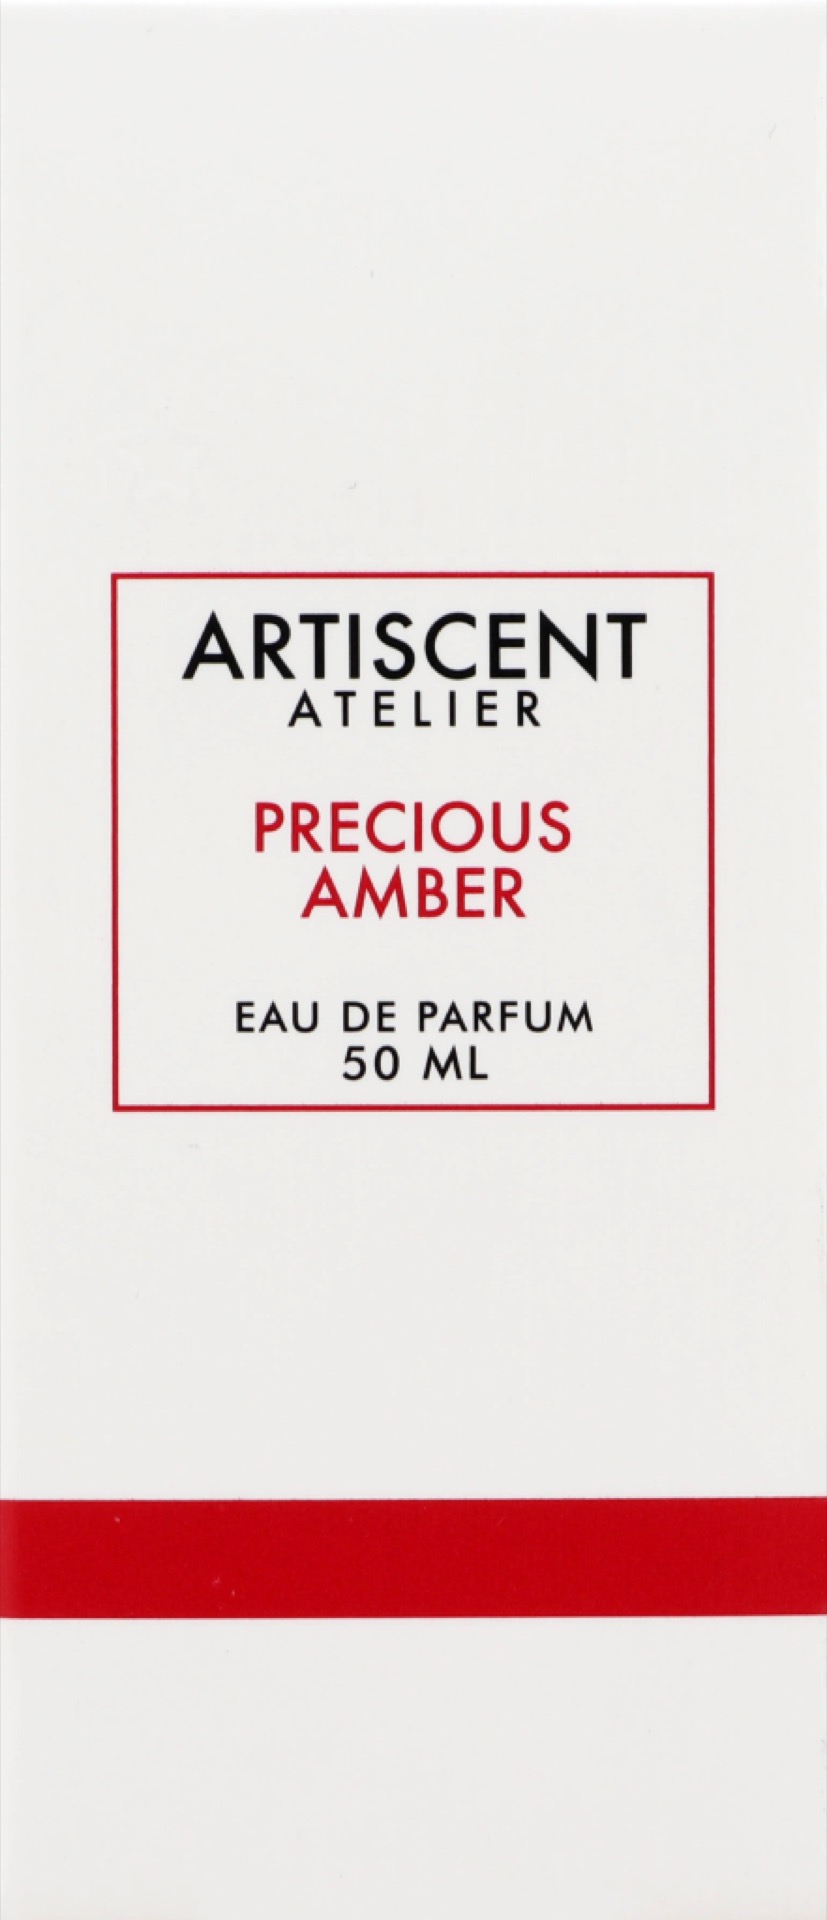 ARTISCENT
ATELIER
PRECIOUS
AMBER
EAU DE PARFUM
50 ML